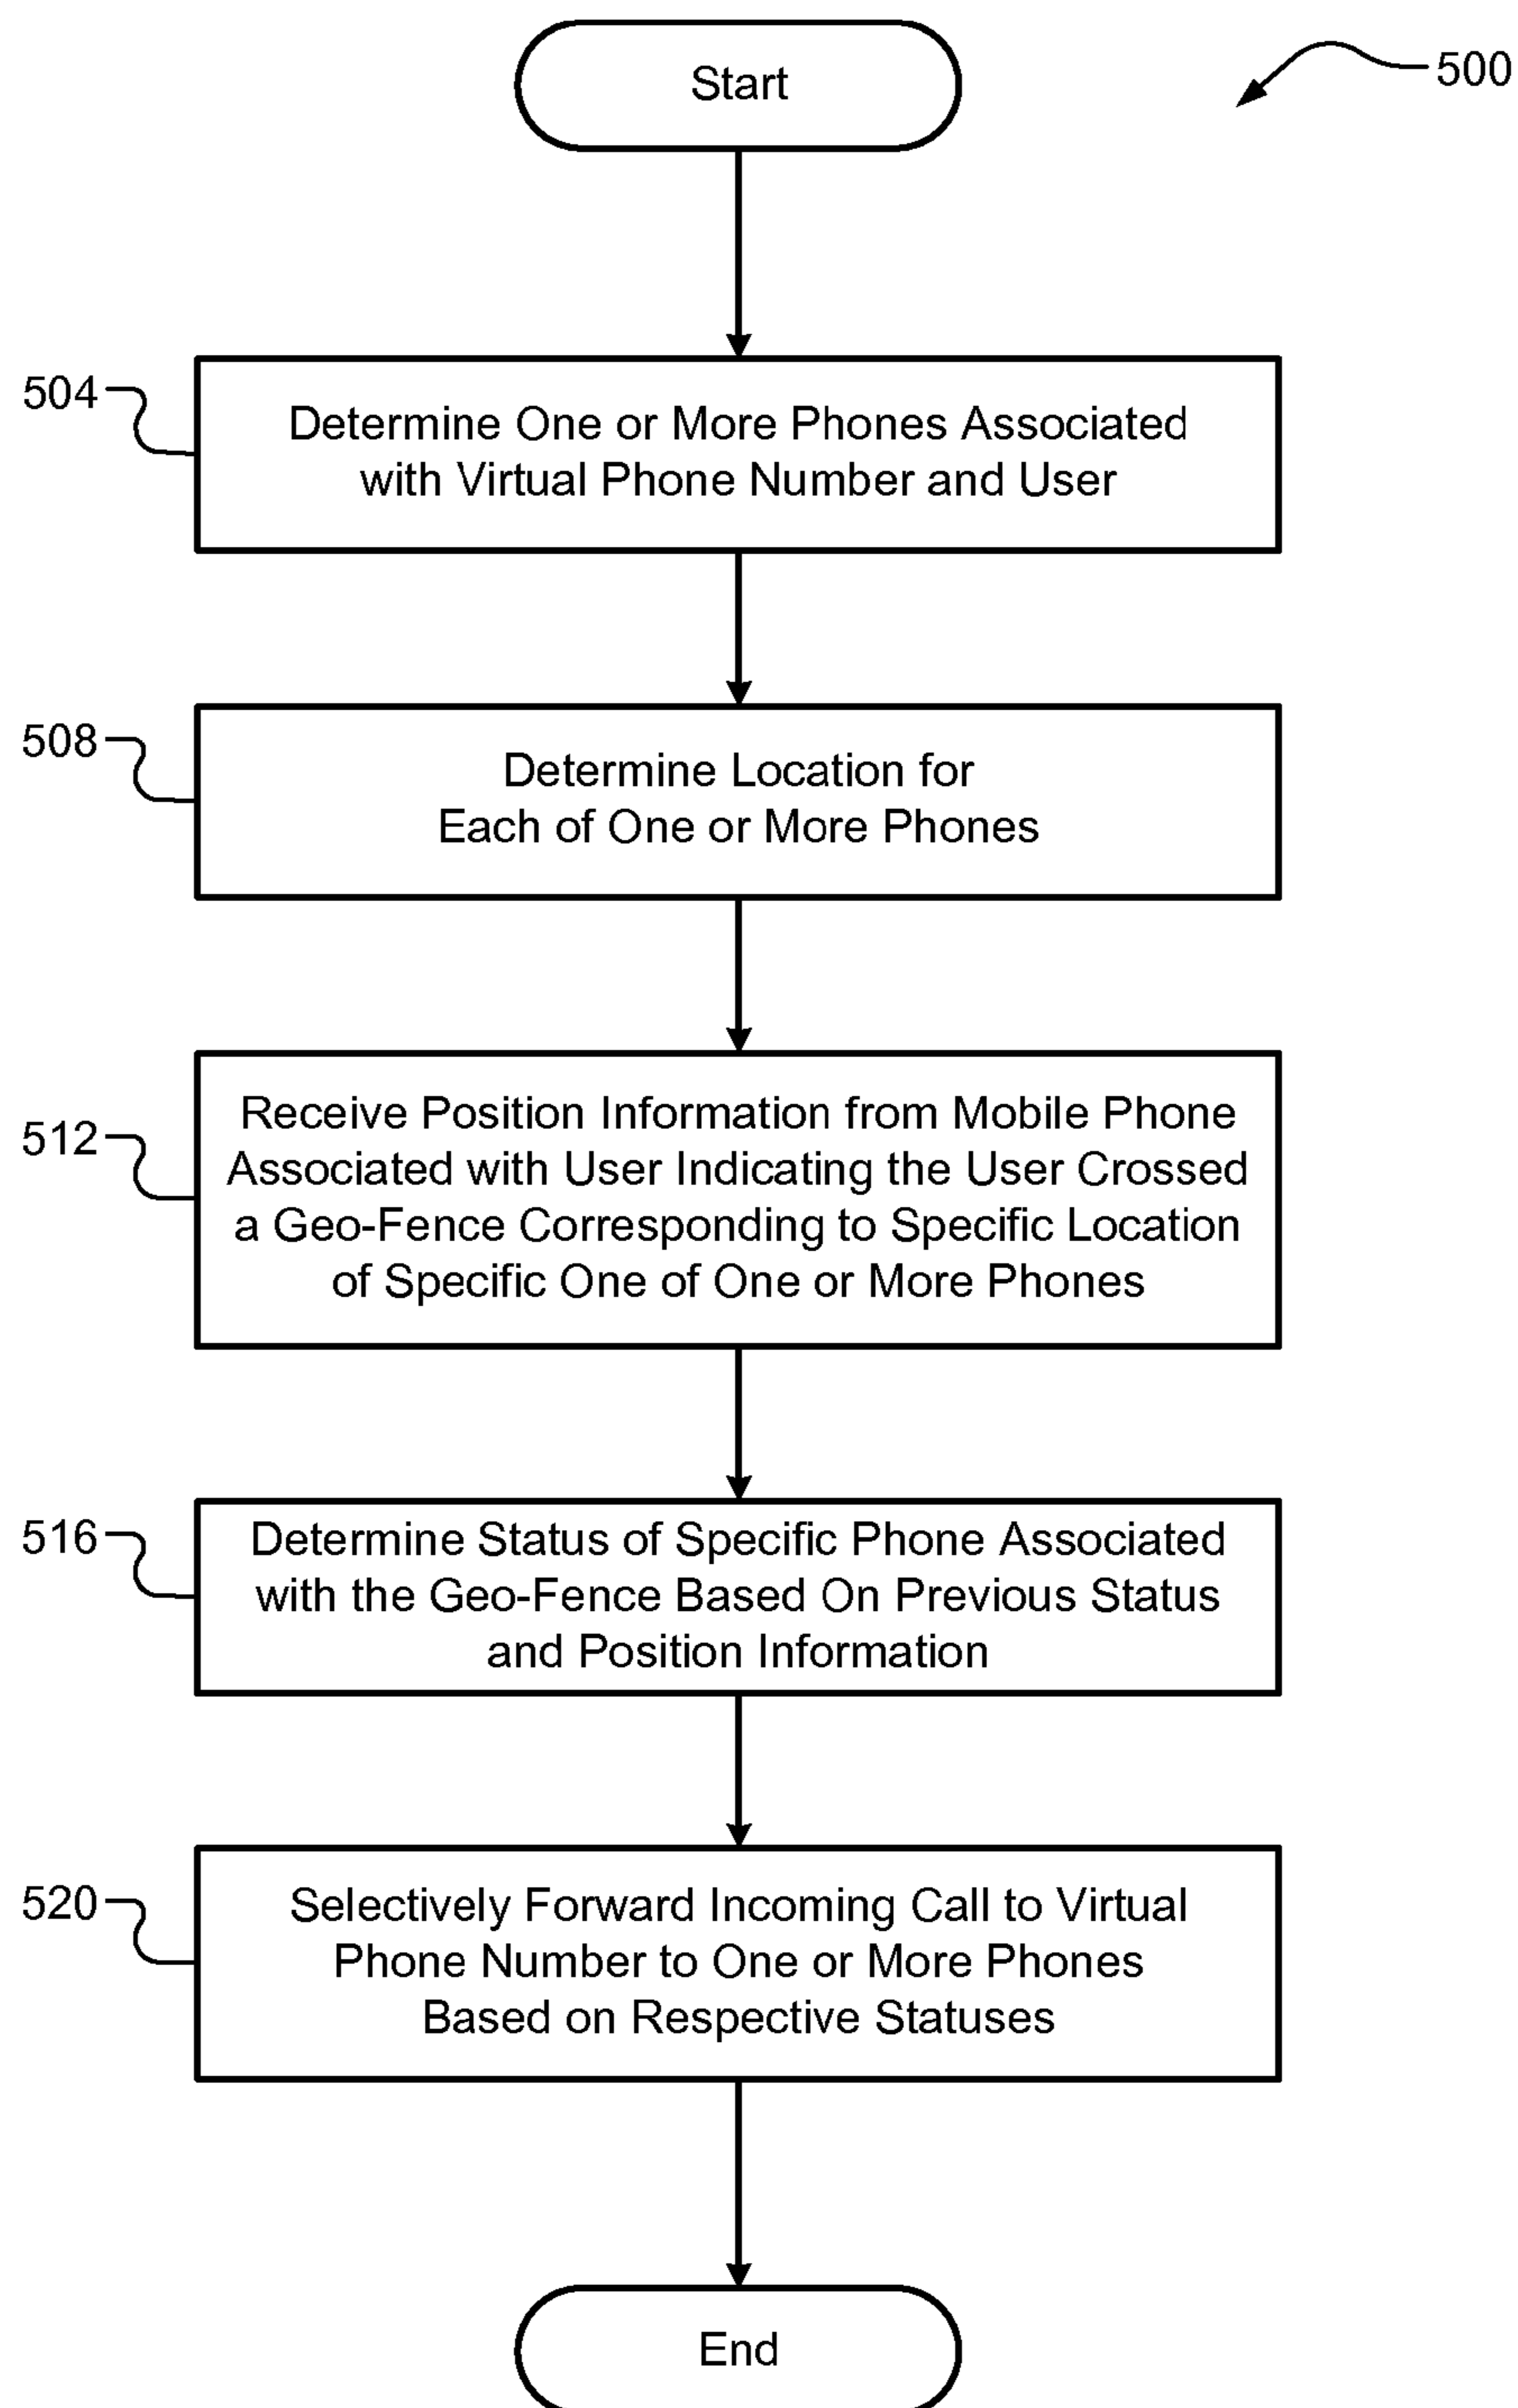 Start
500
504
Determine One or More Phones Associated
with Virtual Phone Number and User
508
Determine Location for
Each of One or More Phones
512
Receive Position Information from Mobile Phone
Associated with User Indicating the User Crossed
a Geo-Fence Corresponding to Specific Location
of Specific One of One or More Phones
516
Determine Status of Specific Phone Associated
with the Geo-Fence Based On Previous Status
and Position Information
520
Selectively Forward Incoming Call to Virtual
Phone Number to One or More Phones
Based on Respective Statuses
End